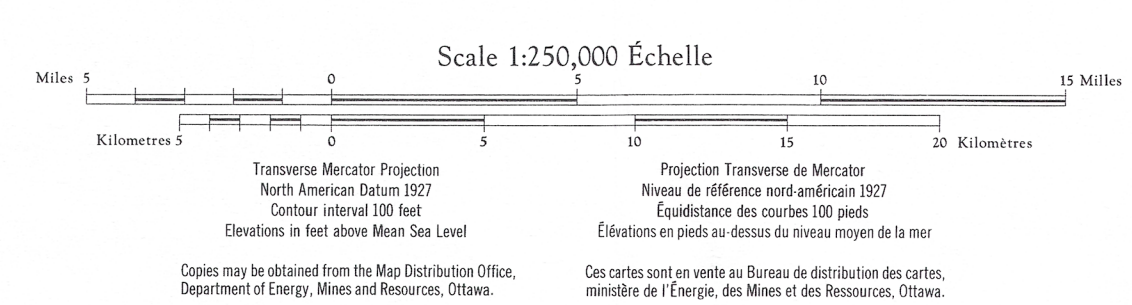 Scale 1:250,000 Échelle
Miles 5 0 5 10 15 Milles
Kilometres 5 0 5 10 15 20 Kilomètres
Transverse Mercator Projection
North American Datum 1927
Contour interval 100 feet
Elevations in feet above Mean Sea Level
Copies may be obtained from the Map Distribution Office,
Department of Energy, Mines and Resources, Ottawa.
Projection Transverse de Mercator
Niveau de référence nord-américain 1927
Équidistance des courbes 100 pieds
Élévations en pieds au-dessus du niveau moyen de la mer
Ces cartes sont en vente au Bureau de distribution des cartes,
ministère de l'Énergie, des Mines et des Ressources, Ottawa.